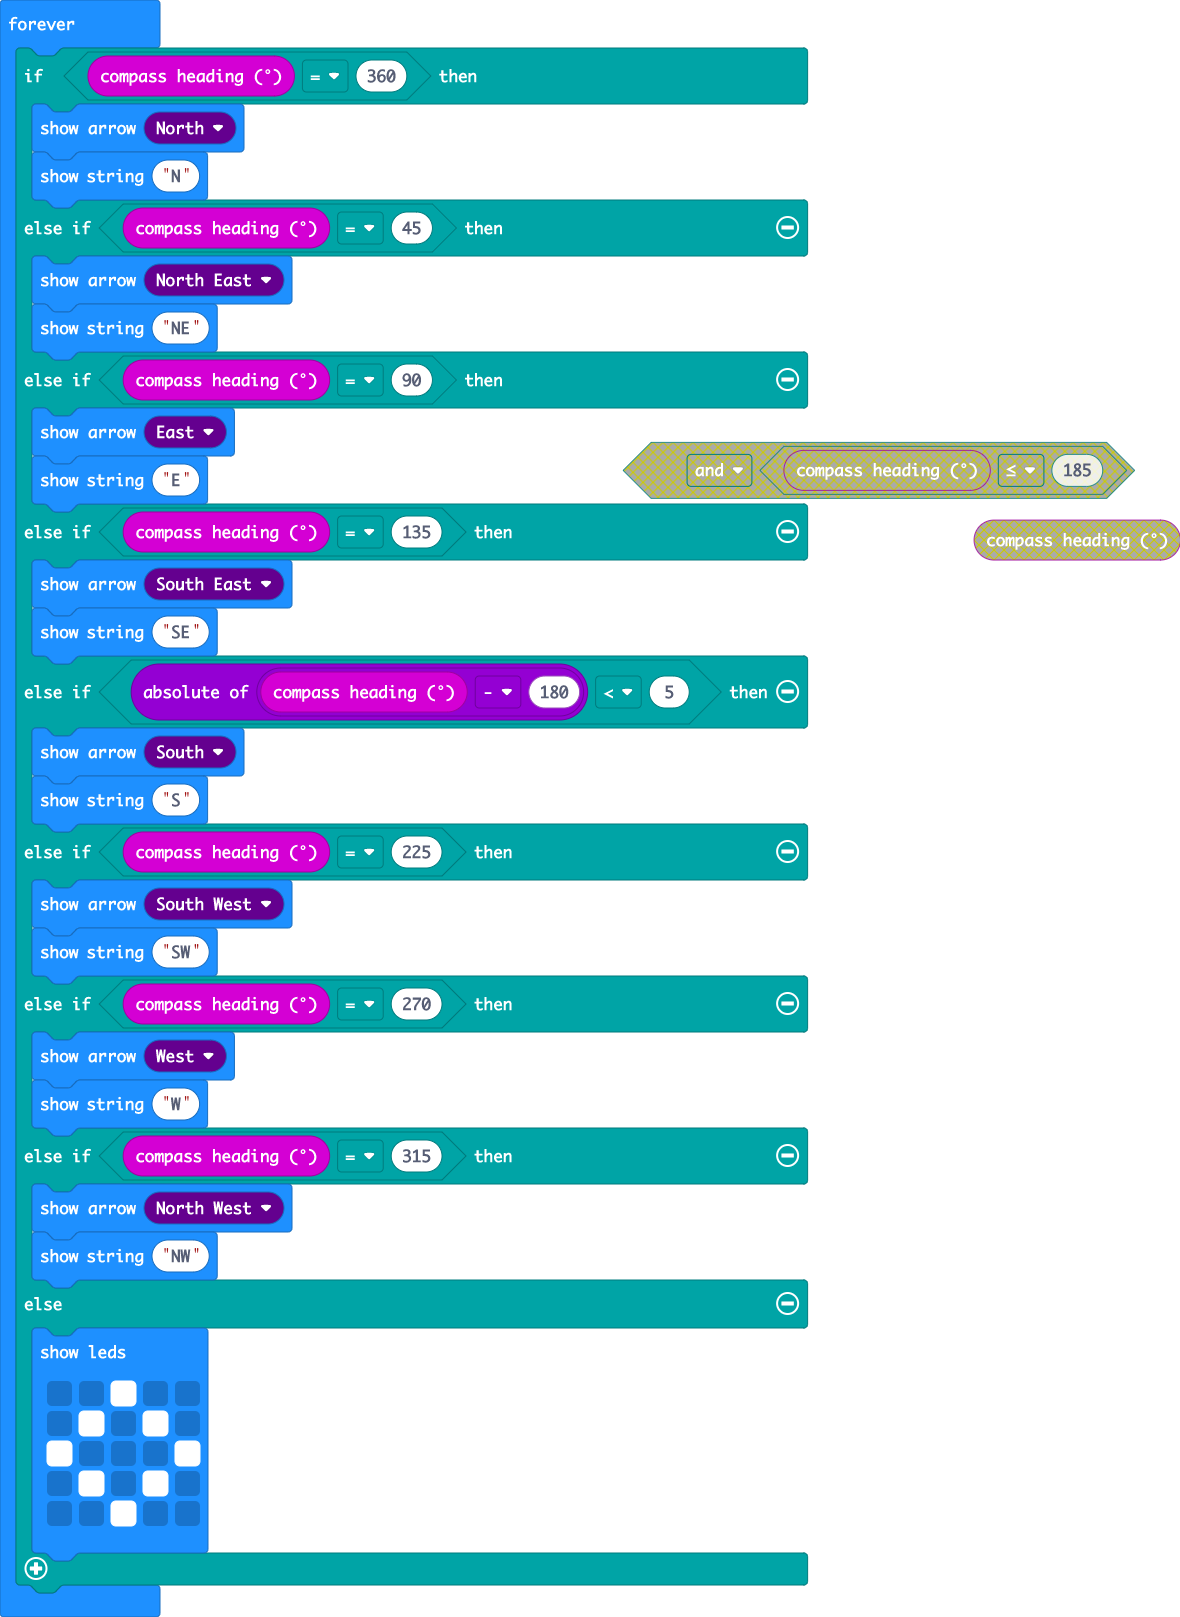 forever
if compass heading (°) = 360 then
show arrow North
show string "N"
else if compass heading (°) = 45 then
show arrow North East
show string "NE"
else if compass heading (°) = 90 then
show arrow East
show string "E"
and compass heading (°) ≤ 185
else if compass heading (°) = 135 then
compass heading (°)
show arrow South East
show string "SE"
else if absolute of compass heading (°) - 180 < 5 then
show arrow South
show string "S"
else if compass heading (°) = 225 then
show arrow South West
show string "SW"
else if compass heading (°) = 270 then
show arrow West
show string "W"
else if compass heading (°) = 315 then
show arrow North West
show string "NW"
else
show leds